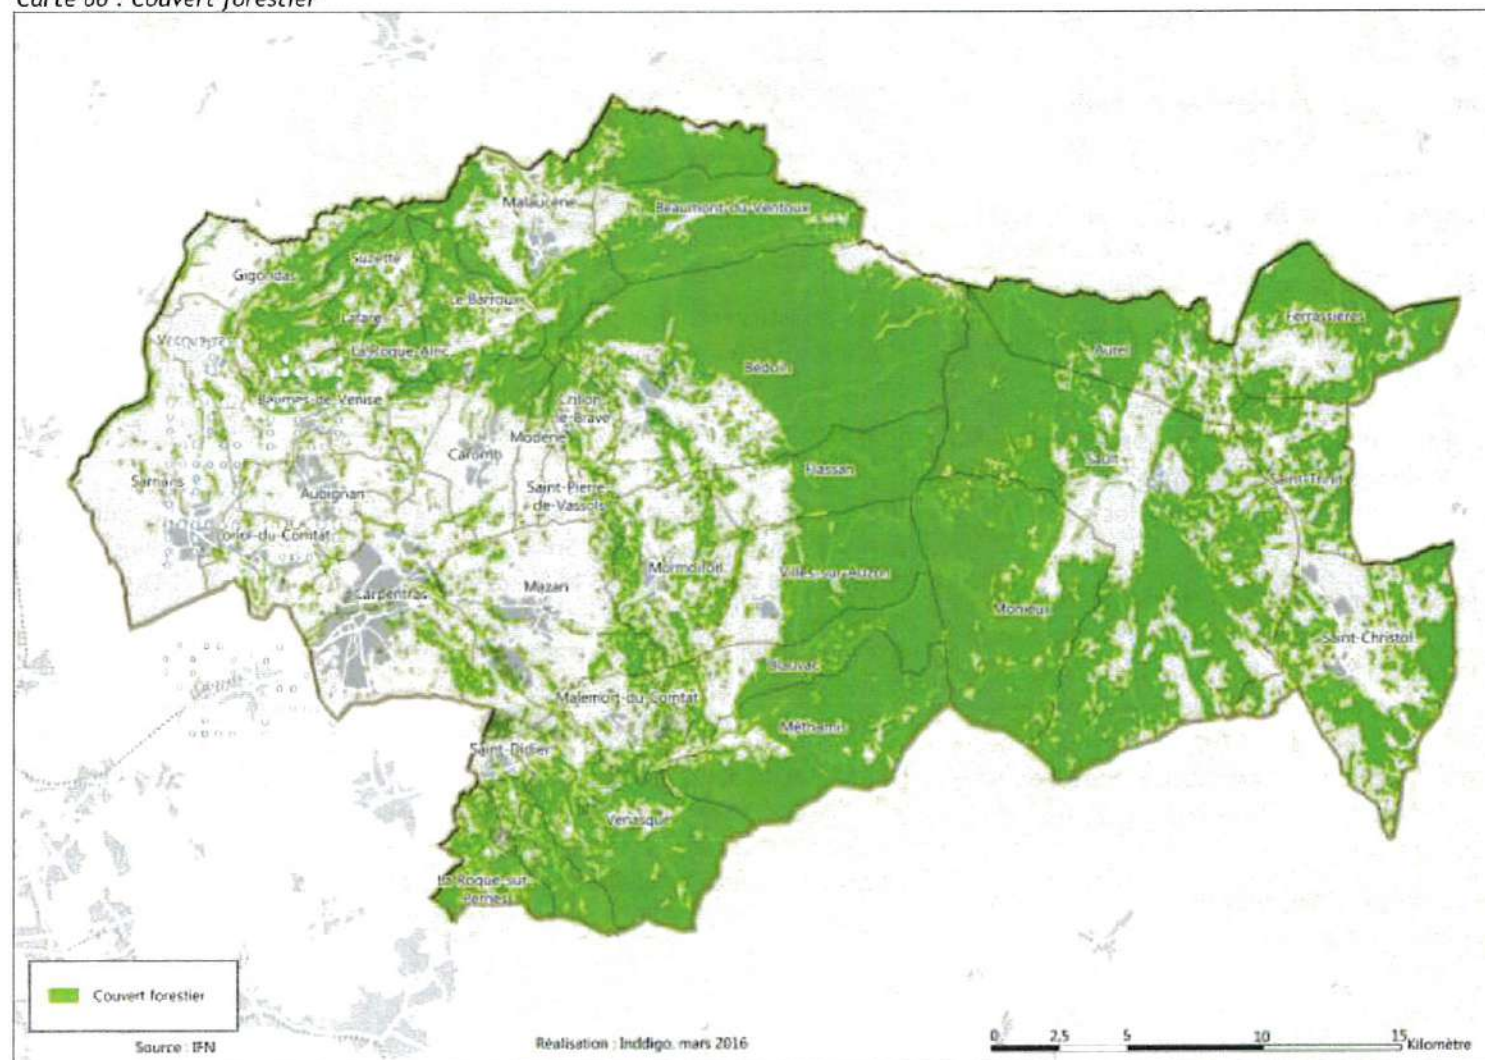 Couvert forestier
Malaucène
Beaumont-du-Ventoux
Suzette
Gigondas
Le Barroux
Lafare
Ferrassières
Vacqueyras
La Roque-Alric
Aurel
Bédoin
Beaumes-de-Venise
Crillon-
le-Brave
Modène
Caromb
Flassan
Sault
Saint-Trinit
Sarrians
Aubignan
Saint-Pierre-
de-Vassols
Loriol-du-Comtat
Mormoiron
Villes-sur-Auzon
Mazan
Carpentras
Monieux
Saint-Christol
Blauvac
Malemort-du-Comtat
Méthamis
Saint-Didier
Venasque
La Roque-sur-
Pernes
Couvert forestier
Source : IFN
Réalisation : Inddigo, mars 2016
0 2,5 5 10 15
Kilomètre